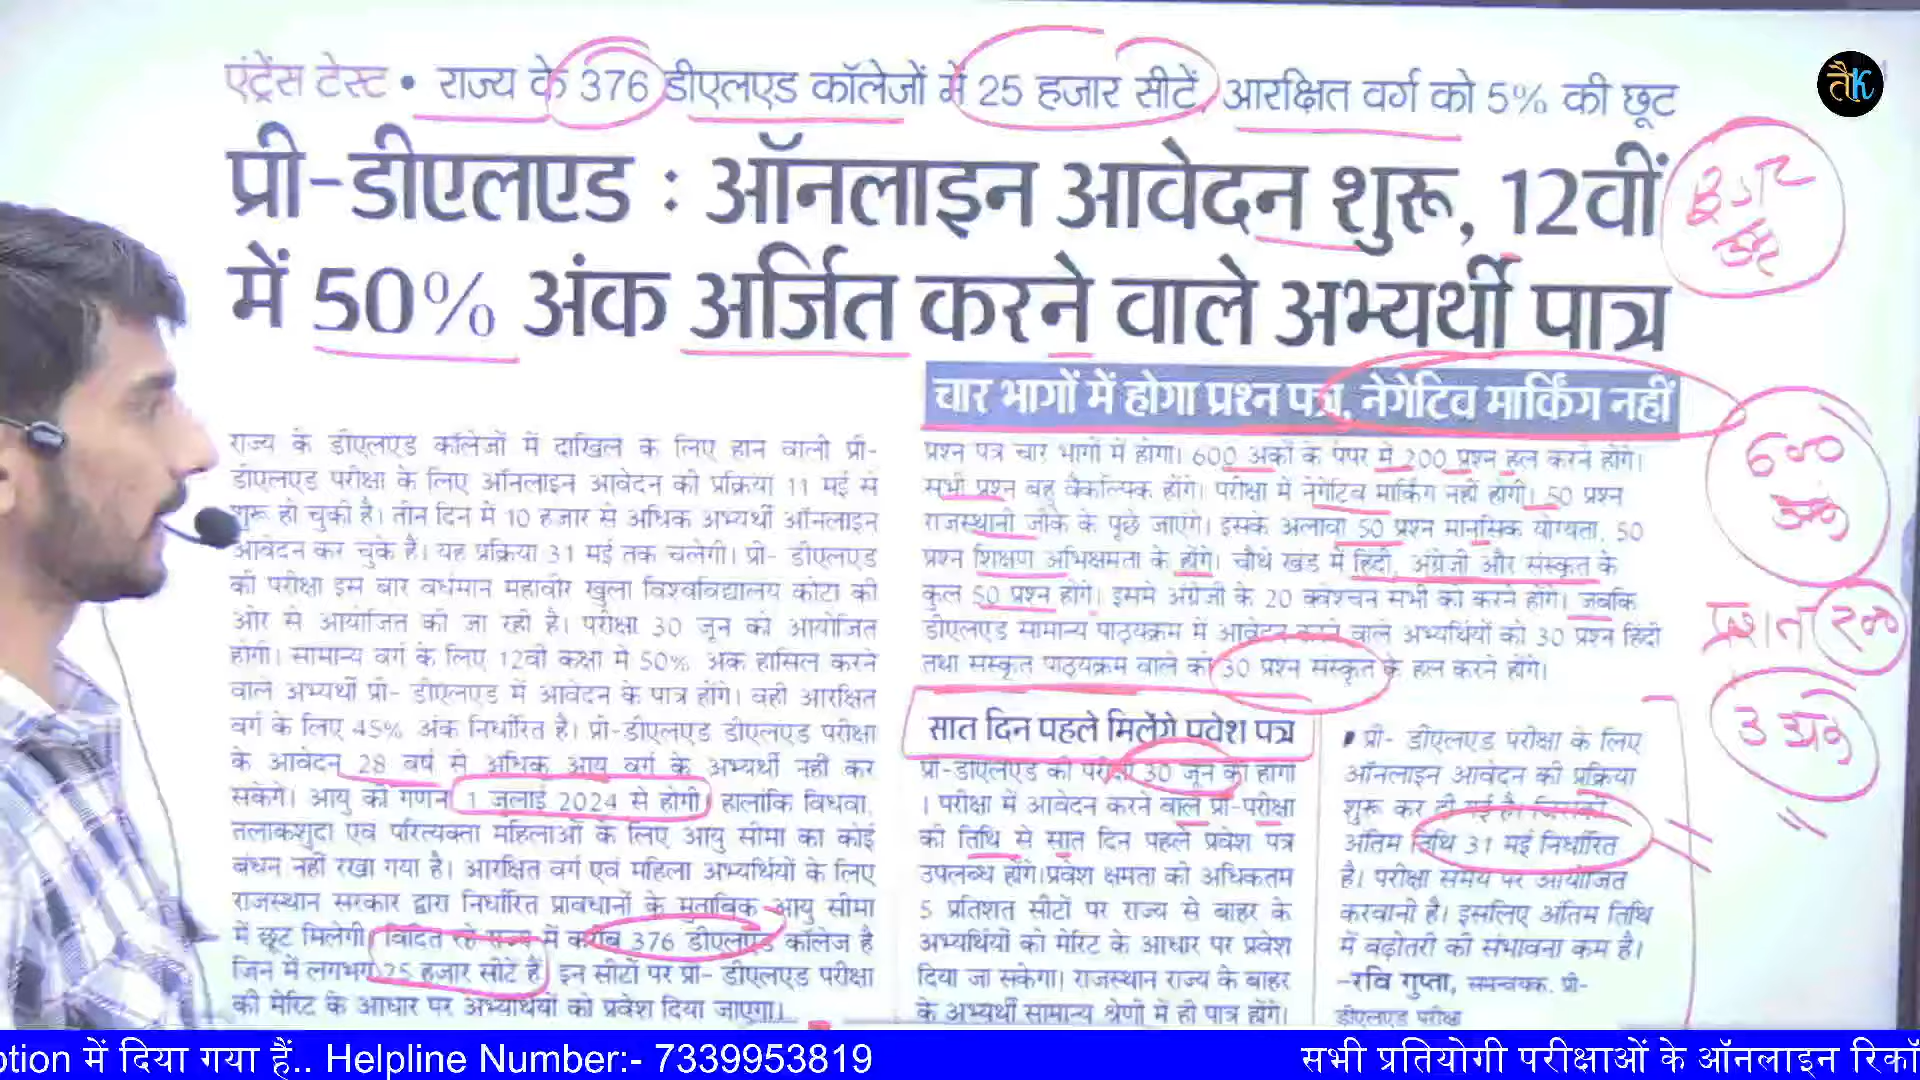 एंट्रेंस टेस्ट • राज्य के 376 डीएलएड कॉलेजों में 25 हजार सीटें, आरक्षित वर्ग को 5% की छूट
तैK
प्री-डीएलएड : ऑनलाइन आवेदन शुरू, 12वीं
में 50% अंक अर्जित करने वाले अभ्यर्थी पात्र
राज्य के डीएलएड कॉलेजों में दाखिले के लिए होने वाली प्री-
डीएलएड परीक्षा के लिए ऑनलाइन आवेदन की प्रक्रिया 11 मई से
शुरू हो चुकी है। तीन दिन में 10 हजार से अधिक अभ्यर्थी ऑनलाइन
आवेदन कर चुके हैं। यह प्रक्रिया 31 मई तक चलेगी। प्री- डीएलएड
की परीक्षा इस बार वर्धमान महावीर खुला विश्वविद्यालय कोटा की
ओर से आयोजित की जा रही है। परीक्षा 30 जून को आयोजित
होगी। सामान्य वर्ग के लिए 12वीं कक्षा में 50% अंक हासिल करने
वाले अभ्यर्थी प्री- डीएलएड में आवेदन के पात्र होंगे। वहीं आरक्षित
वर्ग के लिए 45% अंक निर्धारित है। प्री-डीएलएड डीएलएड परीक्षा
के आवेदन 28 वर्ष से अधिक आयु वर्ग के अभ्यर्थी नहीं कर
सकेंगे। आयु की गणना 1 जुलाई 2024 से होगी। हालांकि विधवा,
तलाकशुदा एवं परित्यक्ता महिलाओं के लिए आयु सीमा का कोई
बंधन नहीं रखा गया है। आरक्षित वर्ग एवं महिला अभ्यर्थियों के लिए
राजस्थान सरकार द्वारा निर्धारित प्रावधानों के मुताबिक आयु सीमा
में छूट मिलेगी। विदित रहे राज्य में करीब 376 डीएलएड कॉलेज है
जिन में लगभग 25 हजार सीटें हैं। इन सीटों पर प्री- डीएलएड परीक्षा
की मेरिट के आधार पर अभ्यर्थियों को प्रवेश दिया जाएगा।
चार भागों में होगा प्रश्न पत्र, नेगेटिव मार्किंग नहीं
प्रश्न पत्र चार भागों में होगा। 600 अंकों के पेपर में 200 प्रश्न हल करने होंगे।
सभी प्रश्न बहु वैकल्पिक होंगे। परीक्षा में नेगेटिव मार्किंग नहीं होगी। 50 प्रश्न
राजस्थानी जीके के पूछे जाएंगे। इसके अलावा 50 प्रश्न मानसिक योग्यता, 50
प्रश्न शिक्षण अभिक्षमता के होंगे। चौथे खंड में हिंदी, अंग्रेजी और संस्कृत के
कुल 50 प्रश्न होंगे। इसमें अंग्रेजी के 20 क्वेश्चन सभी को करने होंगे। जबकि
डीएलएड सामान्य पाठ्यक्रम में आवेदन करने वाले अभ्यर्थियों को 30 प्रश्न हिंदी
तथा संस्कृत पाठ्यक्रम वाले को 30 प्रश्न संस्कृत के हल करने होंगे।
सात दिन पहले मिलेंगे प्रवेश पत्र
प्री-डीएलएड की परीक्षा 30 जून को होगी
। परीक्षा में आवेदन करने वाले प्री-परीक्षा
की तिथि से सात दिन पहले प्रवेश पत्र
उपलब्ध होंगे।प्रवेश क्षमता की अधिकतम
5 प्रतिशत सीटों पर राज्य से बाहर के
अभ्यर्थियों को मेरिट के आधार पर प्रवेश
दिया जा सकेगा। राजस्थान राज्य के बाहर
के अभ्यर्थी सामान्य श्रेणी में ही पात्र होंगे।
• प्री- डीएलएड परीक्षा के लिए
ऑनलाइन आवेदन की प्रक्रिया
शुरू कर दी गई है। जिसकी
अंतिम तिथि 31 मई निर्धारित
है। परीक्षा समय पर आयोजित
करवानी है। इसलिए अंतिम तिथि
में बढ़ोतरी की संभावना कम है।
-रवि गुप्ता, समन्वयक, प्री-
डीएलएड परीक्षा
600
अंक
प्रश्न 200
3 अंक
ption में दिया गया हैं.. Helpline Number:- 7339953819
सभी प्रतियोगी परीक्षाओं के ऑनलाइन रिकॉ